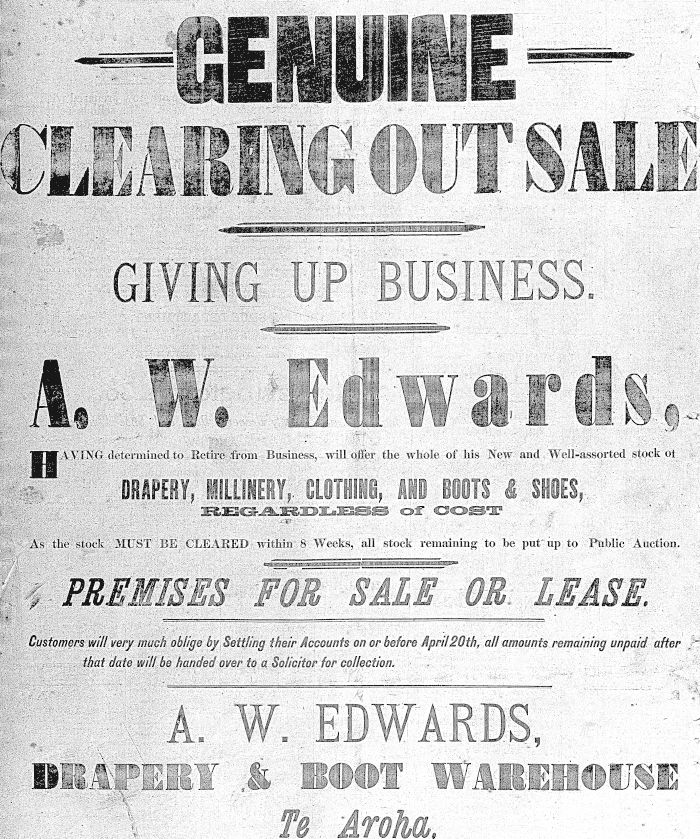 GENUINE
CLEARING OUT SALE
GIVING UP BUSINESS.
A. W. Edwards,
HAVING determined to Retire from Business, will offer the whole of his New and Well-assorted stock of
DRAPERY, MILLINERY, CLOTHING, AND BOOTS & SHOES,
REGARDLESS of COST
As the stock MUST BE CLEARED within 8 Weeks, all stock remaining to be put up to Public Auction.
PREMISES FOR SALE OR LEASE.
Customers will very much oblige by Settling their Accounts on or before April 20th, all amounts remaining unpaid after
that date will be handed over to a Solicitor for collection.
A. W. EDWARDS,
DRAPERY & BOOT WAREHOUSE
Te Aroha,